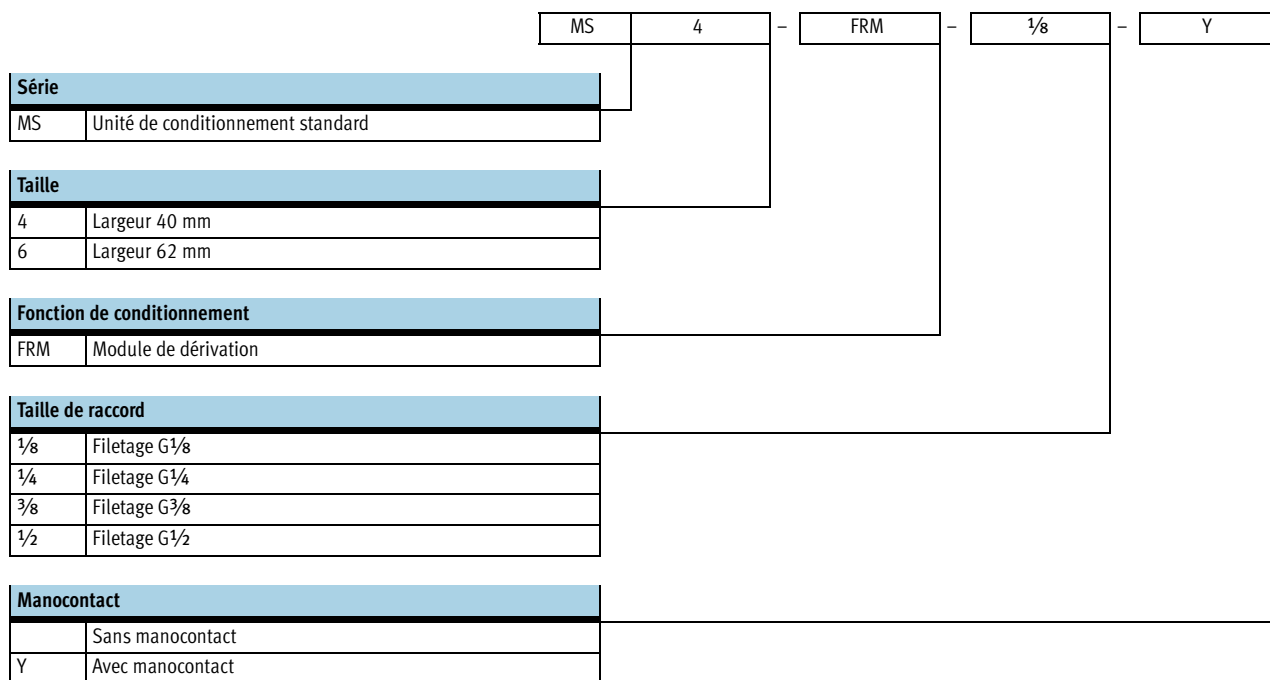 MS 4 – FRM – ⅛ – Y
Série
MS Unité de conditionnement standard
Taille
4 Largeur 40 mm
6 Largeur 62 mm
Fonction de conditionnement
FRM Module de dérivation
Taille de raccord
⅛ Filetage G⅛
¼ Filetage G¼
⅜ Filetage G⅜
½ Filetage G½
Manocontact
Sans manocontact
Y Avec manocontact